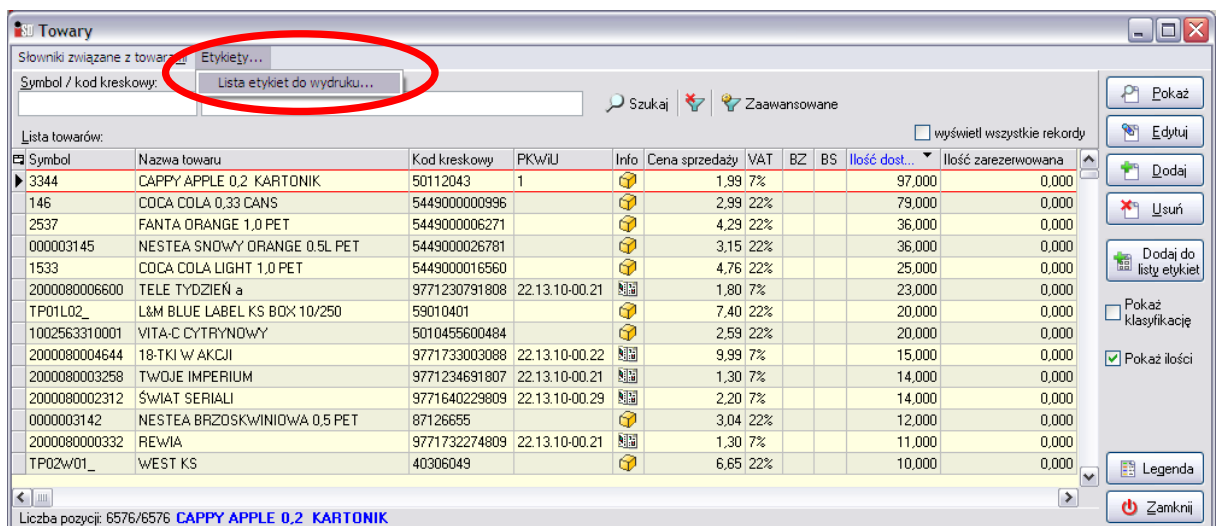 Towary
Słowniki związane z towarami Etykiety...
Lista etykiet do wydruku...
Symbol / kod kreskowy:
Szukaj Zaawansowane
Lista towarów: wyświetl wszystkie rekordy
Symbol Nazwa towaru Kod kreskowy PKWiU Info Cena sprzedaży VAT BZ BS Ilość dost... Ilość zarezerwowana
3344 CAPPY APPLE 0,2 KARTONIK 50112043 1 1,99 7% 97,000 0,000
146 COCA COLA 0,33 CANS 5449000000996 2,99 22% 79,000 0,000
2537 FANTA ORANGE 1,0 PET 5449000006271 4,29 22% 36,000 0,000
000003145 NESTEA SNOWY ORANGE 0.5L PET 5449000026781 3,15 22% 36,000 0,000
1533 COCA COLA LIGHT 1,0 PET 5449000016560 4,76 22% 25,000 0,000
2000080006600 TELE TYDZIEŃ a 9771230791808 22.13.10-00.21 1,80 7% 23,000 0,000
TP01L02_ L&M BLUE LABEL KS BOX 10/250 59010401 7,40 22% 20,000 0,000
1002563310001 VITA-C CYTRYNOWY 5010455600484 2,59 22% 20,000 0,000
2000080004644 18-TKI W AKCJI 9771733003088 22.13.10-00.22 9,99 7% 15,000 0,000
2000080003258 TWOJE IMPERIUM 9771234691807 22.13.10-00.21 1,30 7% 14,000 0,000
2000080002312 ŚWIAT SERIALI 9771640229809 22.13.10-00.29 2,20 7% 14,000 0,000
0000003142 NESTEA BRZOSKWINIOWA 0,5 PET 87126655 3,04 22% 12,000 0,000
2000080000332 REWIA 9771732274809 22.13.10-00.21 1,30 7% 11,000 0,000
TP02W01_ WEST KS 40306049 6,65 22% 10,000 0,000
Liczba pozycji: 6576/6576 CAPPY APPLE 0,2 KARTONIK
Pokaż
Edytuj
Dodaj
Usuń
Dodaj do
listy etykiet
Pokaż
klasyfikację
Pokaż ilości
Legenda
Zamknij